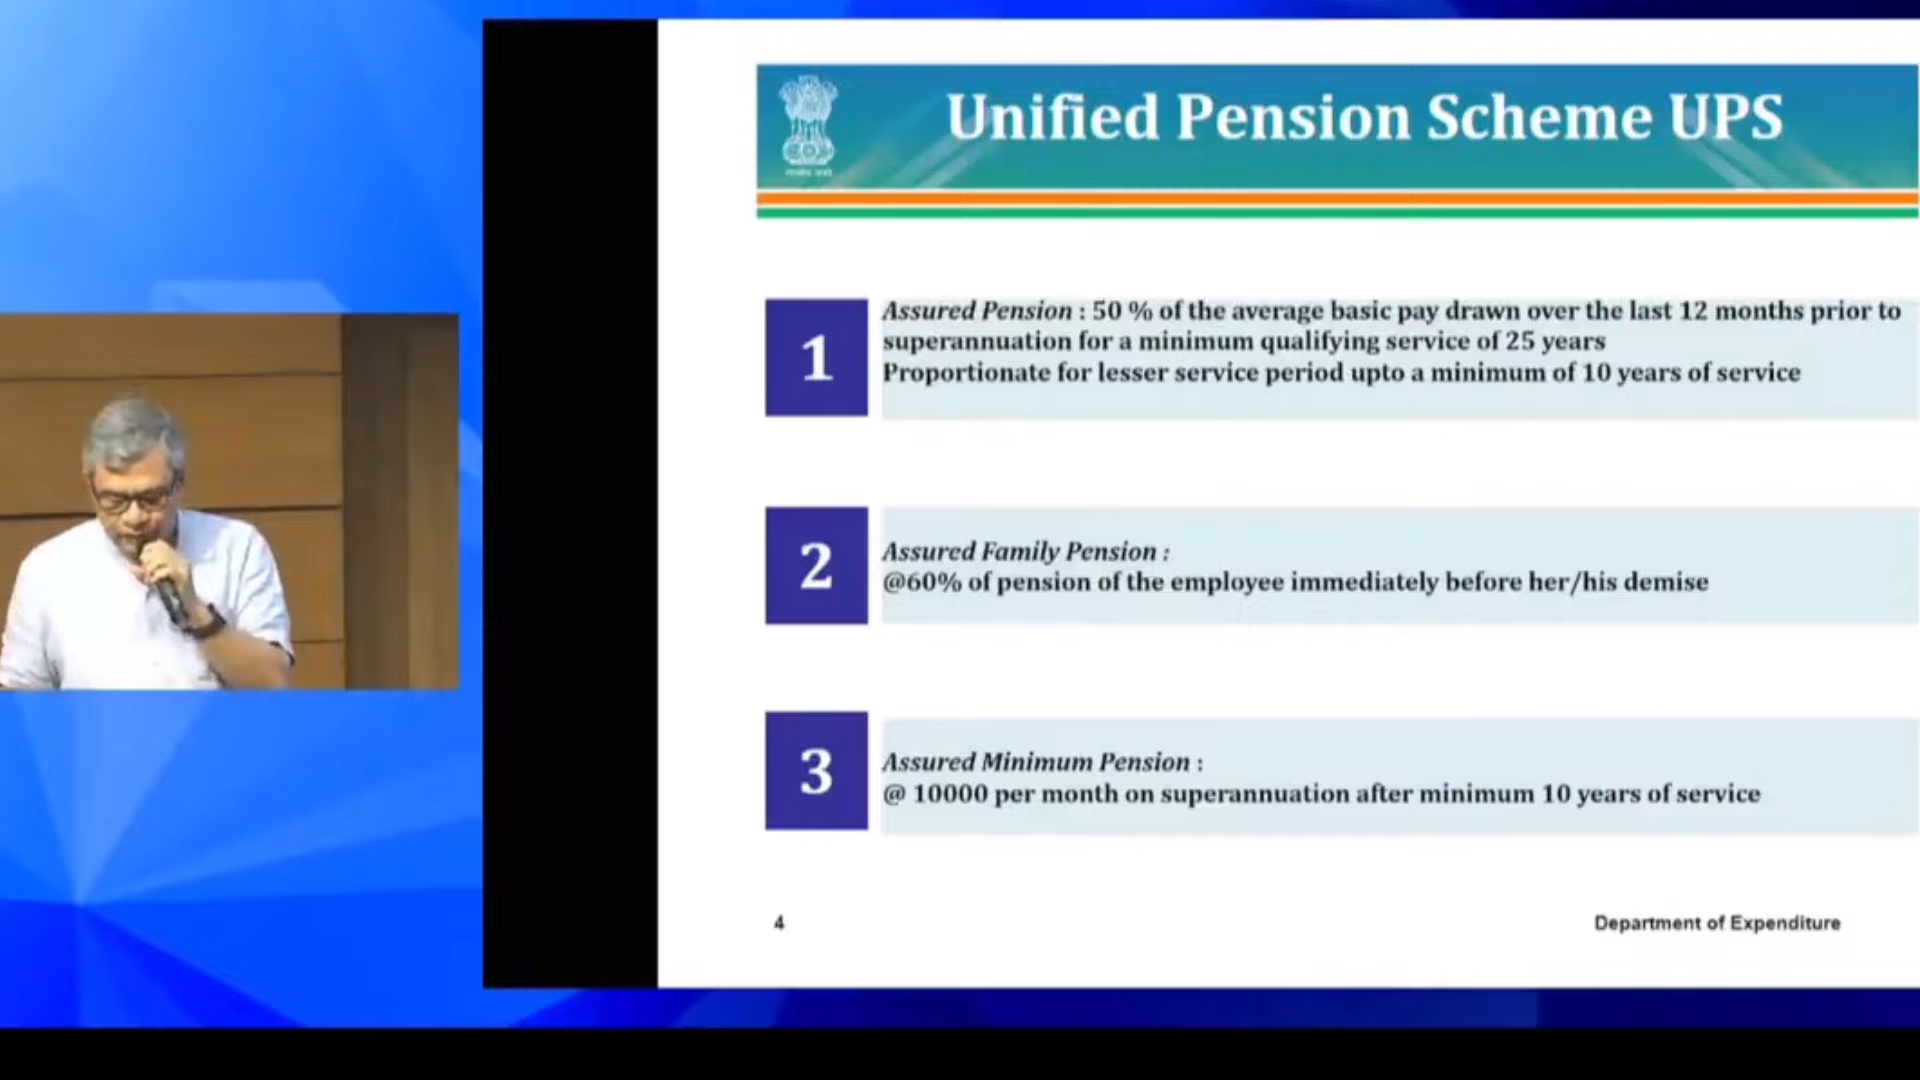 Unified Pension Scheme UPS
1
Assured Pension : 50 % of the average basic pay drawn over the last 12 months prior to
superannuation for a minimum qualifying service of 25 years
Proportionate for lesser service period upto a minimum of 10 years of service
2
Assured Family Pension :
@60% of pension of the employee immediately before her/his demise
3
Assured Minimum Pension :
@ 10000 per month on superannuation after minimum 10 years of service
4
Department of Expenditure